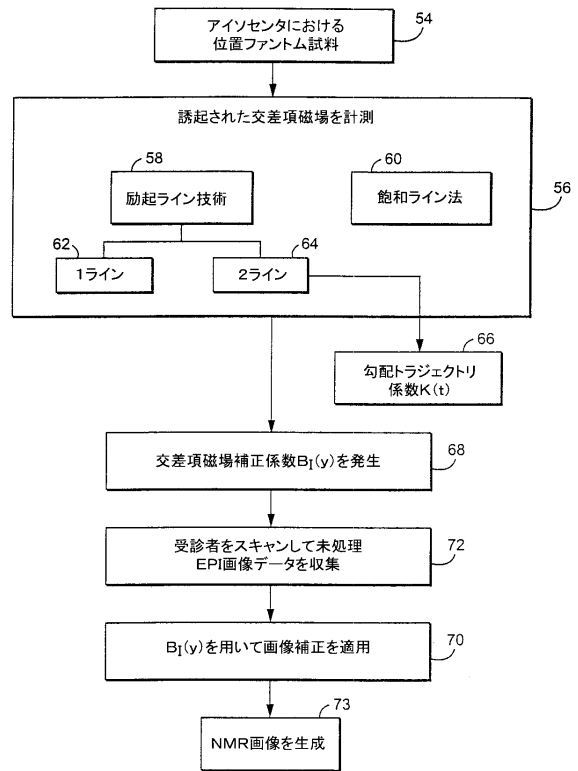 アイソセンタにおける
位置ファントム試料
54
誘起された交差項磁場を計測
58
励起ライン技術
60
飽和ライン法
56
62
1ライン
64
2ライン
66
勾配トラジェクトリ
係数K(t)
交差項磁場補正係数BI(y)を発生
68
受診者をスキャンして未処理
EPI画像データを収集
72
BI(y)を用いて画像補正を適用
70
73
NMR画像を生成